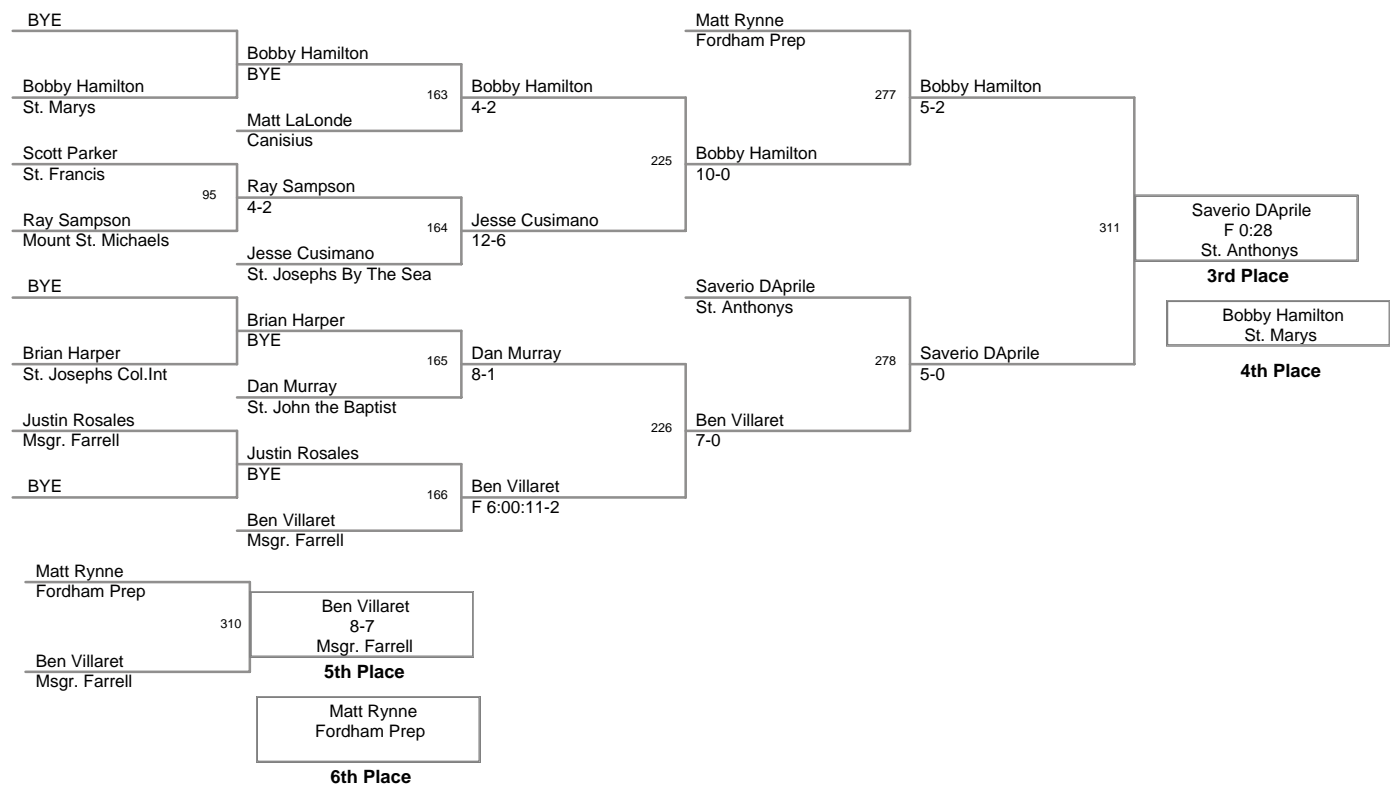 BYE
Bobby Hamilton
St. Marys
Scott Parker
St. Francis
95
Ray Sampson
Mount St. Michaels
BYE
Brian Harper
St. Josephs Col.Int
Justin Rosales
Msgr. Farrell
BYE
Bobby Hamilton
BYE
163
Matt LaLonde
Canisius
Ray Sampson
4-2
164
Jesse Cusimano
St. Josephs By The Sea
Brian Harper
BYE
165
Dan Murray
St. John the Baptist
Justin Rosales
BYE
166
Ben Villaret
Msgr. Farrell
Bobby Hamilton
4-2
225
Jesse Cusimano
12-6
Dan Murray
8-1
226
Ben Villaret
F 6:00:11-2
Matt Rynne
Fordham Prep
277
Bobby Hamilton
10-0
Saverio DAprile
St. Anthonys
278
Ben Villaret
7-0
Bobby Hamilton
5-2
311
Saverio DAprile
5-0
Saverio DAprile
F 0:28
St. Anthonys
3rd Place
Bobby Hamilton
St. Marys
4th Place
Matt Rynne
Fordham Prep
310
Ben Villaret
Msgr. Farrell
Ben Villaret
8-7
Msgr. Farrell
5th Place
Matt Rynne
Fordham Prep
6th Place